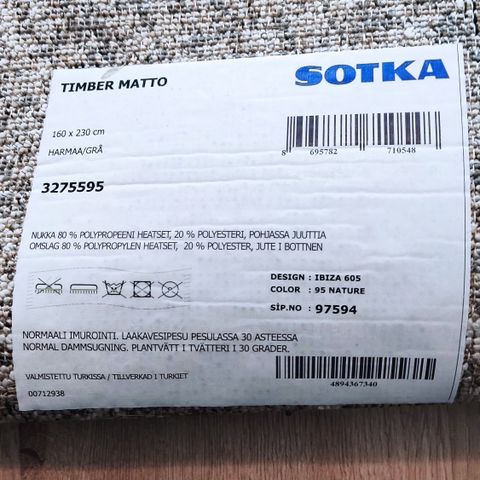 TIMBER MATTO
SOTKA
160 x 230 cm
HARMAA/GRÅ
8 695782 710548
3275595
NUKKA 80 % POLYPROPEENI HEATSET, 20 % POLYESTERI, POHJASSA JUUTTIA
OMSLAG 80 % POLYPROPYLEN HEATSET, 20 % POLYESTER, JUTE I BOTTNEN
DESIGN : IBIZA 605
COLOR : 95 NATURE
SİP.NO : 97594
NORMAALI IMUROINTI. LAAKAVESIPESU PESULASSA 30 ASTEESSA
NORMAL DAMMSUGNING. PLANTVÄTT I TVÄTTERI I 30 GRADER.
VALMISTETTU TURKISSA / TILLVERKAD I TURKIET
4894367340
00712938